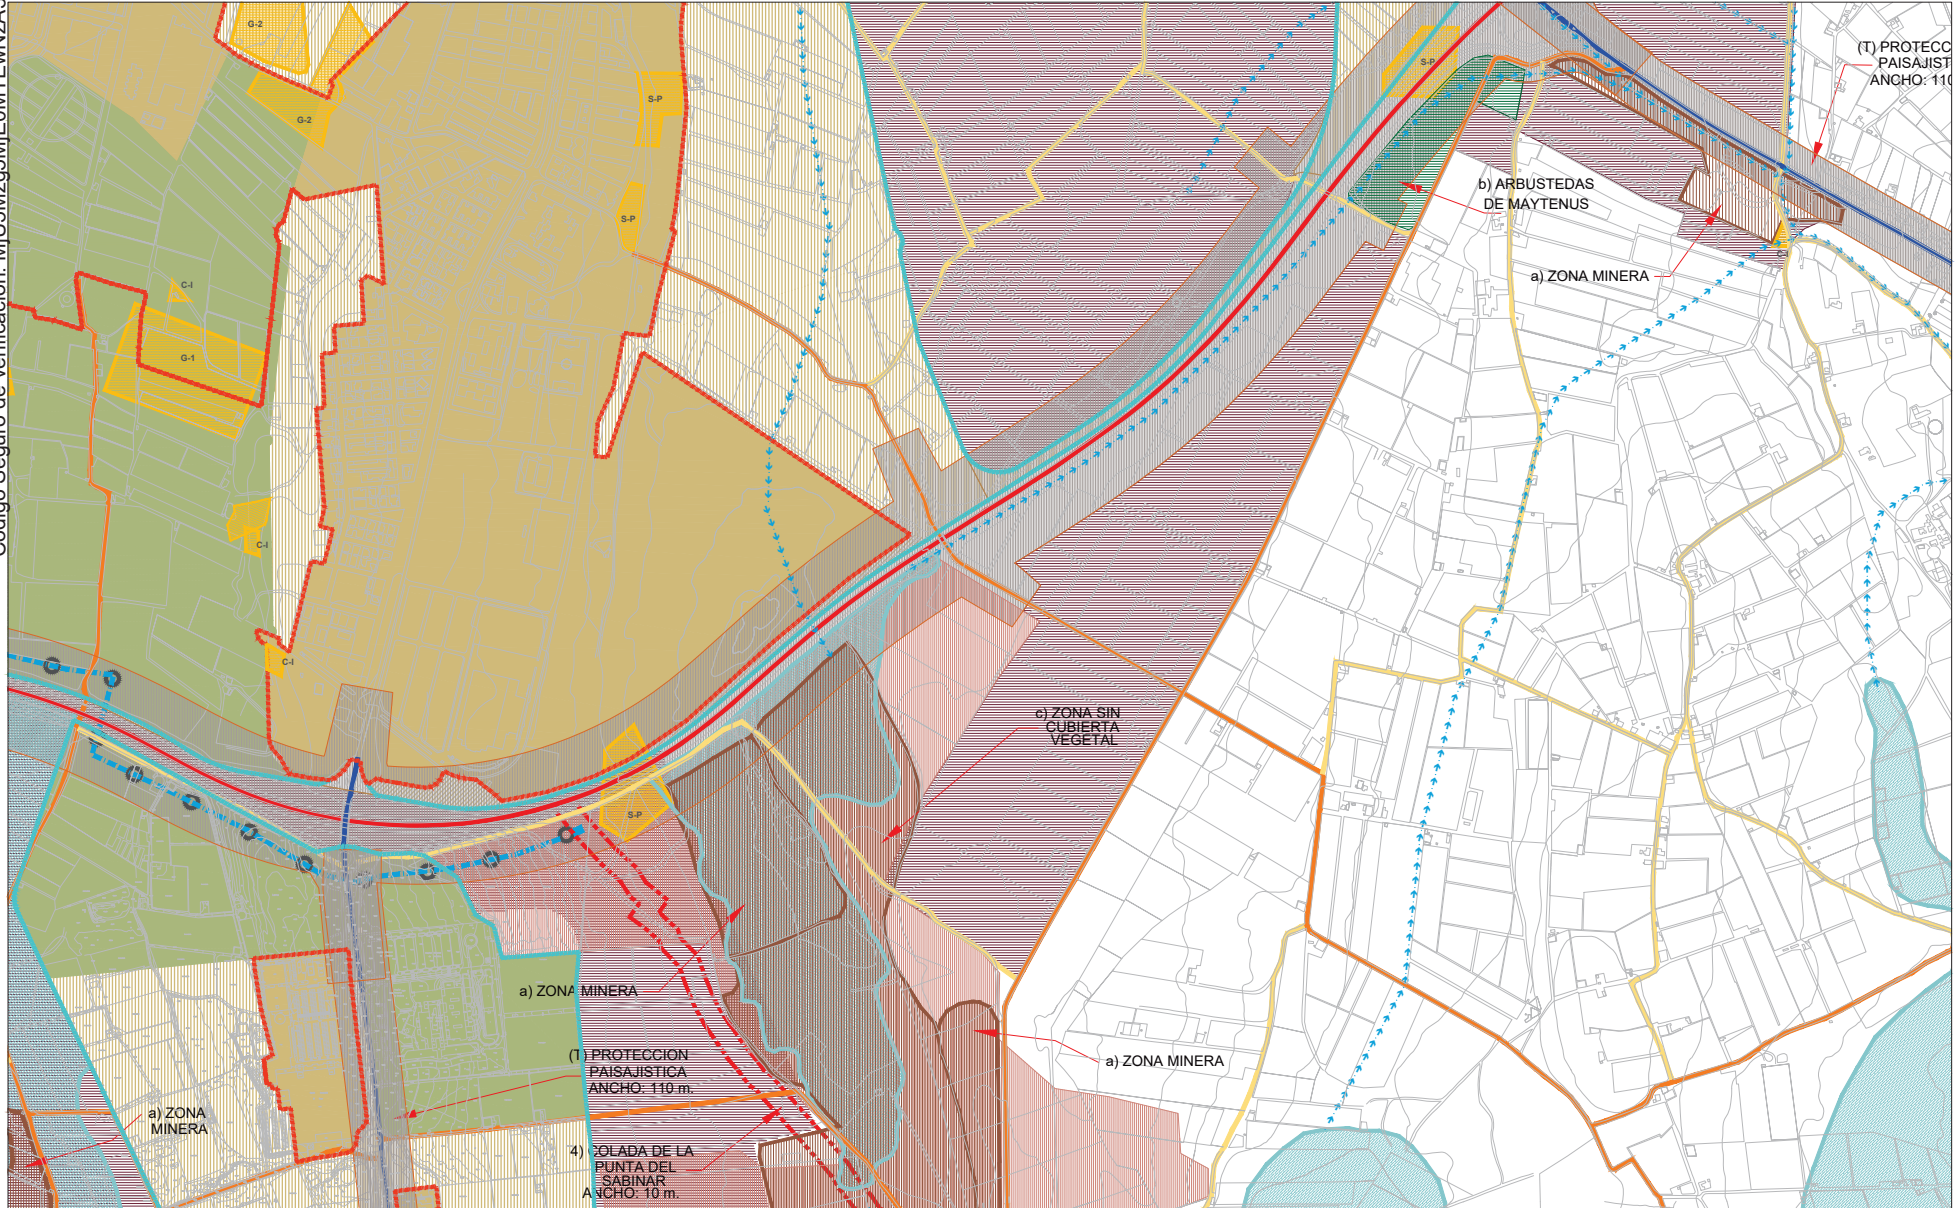 G-2
G-2
S-P
S-P
S-P
C-I
G-1
C-I
C-I
C-I
S-P
C-I
(T) PROTECC
PAISAJIST
ANCHO: 110
b) ARBUSTEDAS
DE MAYTENUS
a) ZONA MINERA
c) ZONA SIN
CUBIERTA
VEGETAL
a) ZONA MINERA
(T) PROTECCION
PAISAJISTICA
ANCHO: 110 m.
a) ZONA MINERA
a) ZONA
MINERA
4) COLADA DE LA
PUNTA DEL
SABINAR
ANCHO: 10 m.